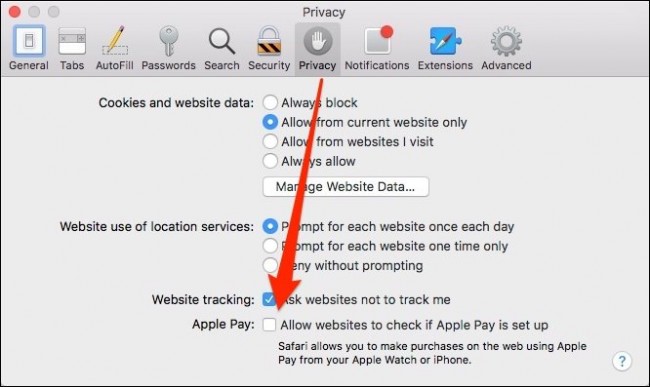 Privacy
General Tabs AutoFill Passwords Search Security Privacy Notifications Extensions Advanced
Cookies and website data: Always block
Allow from current website only
Allow from websites I visit
Always allow
Manage Website Data...
Website use of location services: Prompt for each website once each day
Prompt for each website one time only
Deny without prompting
Website tracking: Ask websites not to track me
Apple Pay: Allow websites to check if Apple Pay is set up
Safari allows you to make purchases on the web using Apple
Pay from your Apple Watch or iPhone.
?